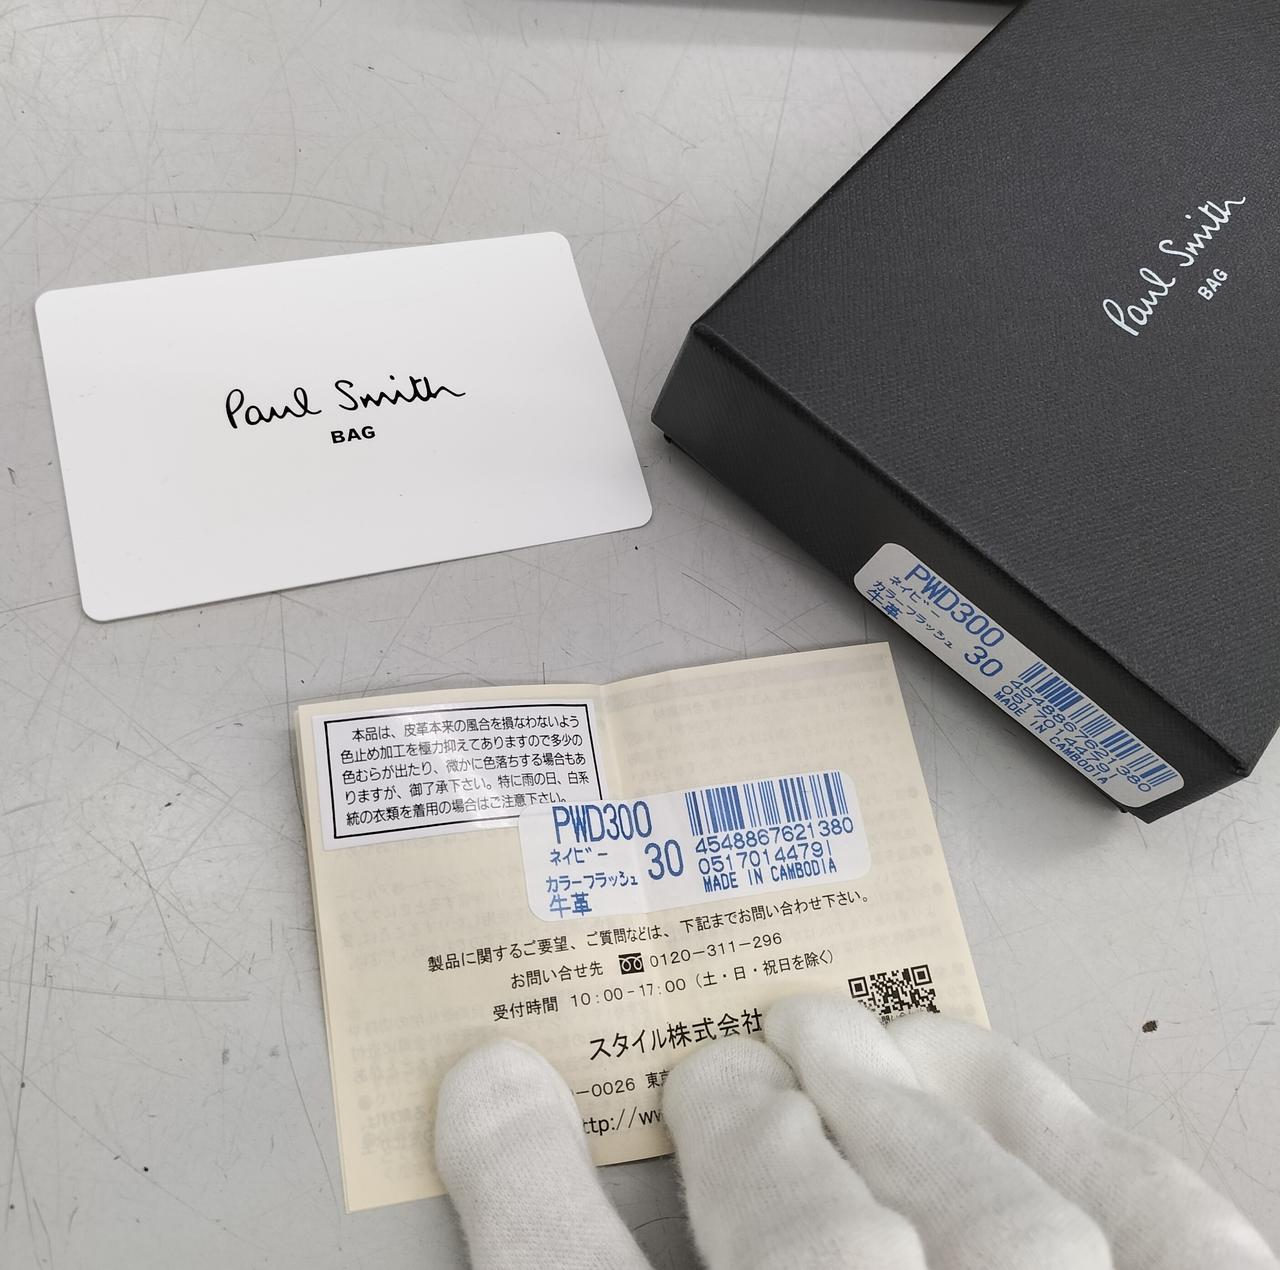 Paul Smith
BAG
Paul Smith
BAG
PWD300
ネイビー
カラーフラッシュ
30
牛革
4548867621380
05170144791
MADE IN CAMBODIA
本品は、皮革本来の風合を損なわないよう
色止め加工を極力抑えてありますので多少の
色むらが出たり、微かに色落ちする場合もあ
りますが、御了承下さい。特に雨の日、白系
統の衣類を着用の場合はご注意下さい。
PWD300
ネイビー
カラーフラッシュ
30
牛革
4548867621380
05170144791
MADE IN CAMBODIA
製品に関するご要望、ご質問などは、下記までお問い合わせ下さい。
お問い合せ先 0120-311-296
受付時間 10:00-17:00 (土・日・祝日を除く)
スタイル株式会社
-0026 東京
ttp://w